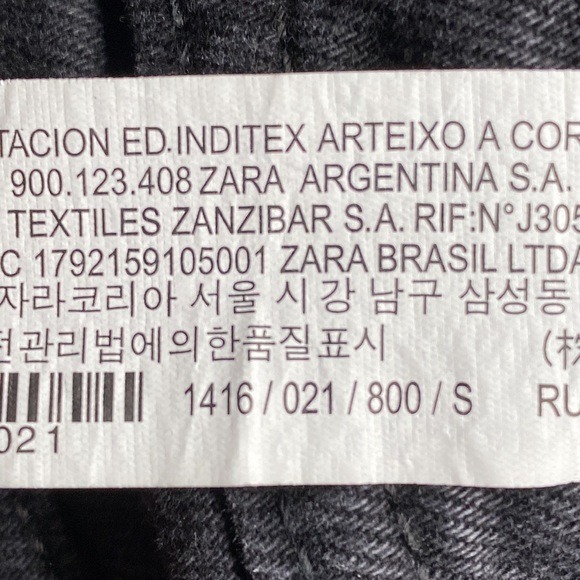 TACION ED.INDITEX ARTEIXO A COR
900.123.408 ZARA ARGENTINA S.A.
TEXTILES ZANZIBAR S.A. RIF:N°J305
C 1792159105001 ZARA BRASIL LTDA
자라코리아 서울 시 강 남구 삼성동
전관리법에의한품질표시 (株
1416 / 021 / 800 / S RU
021